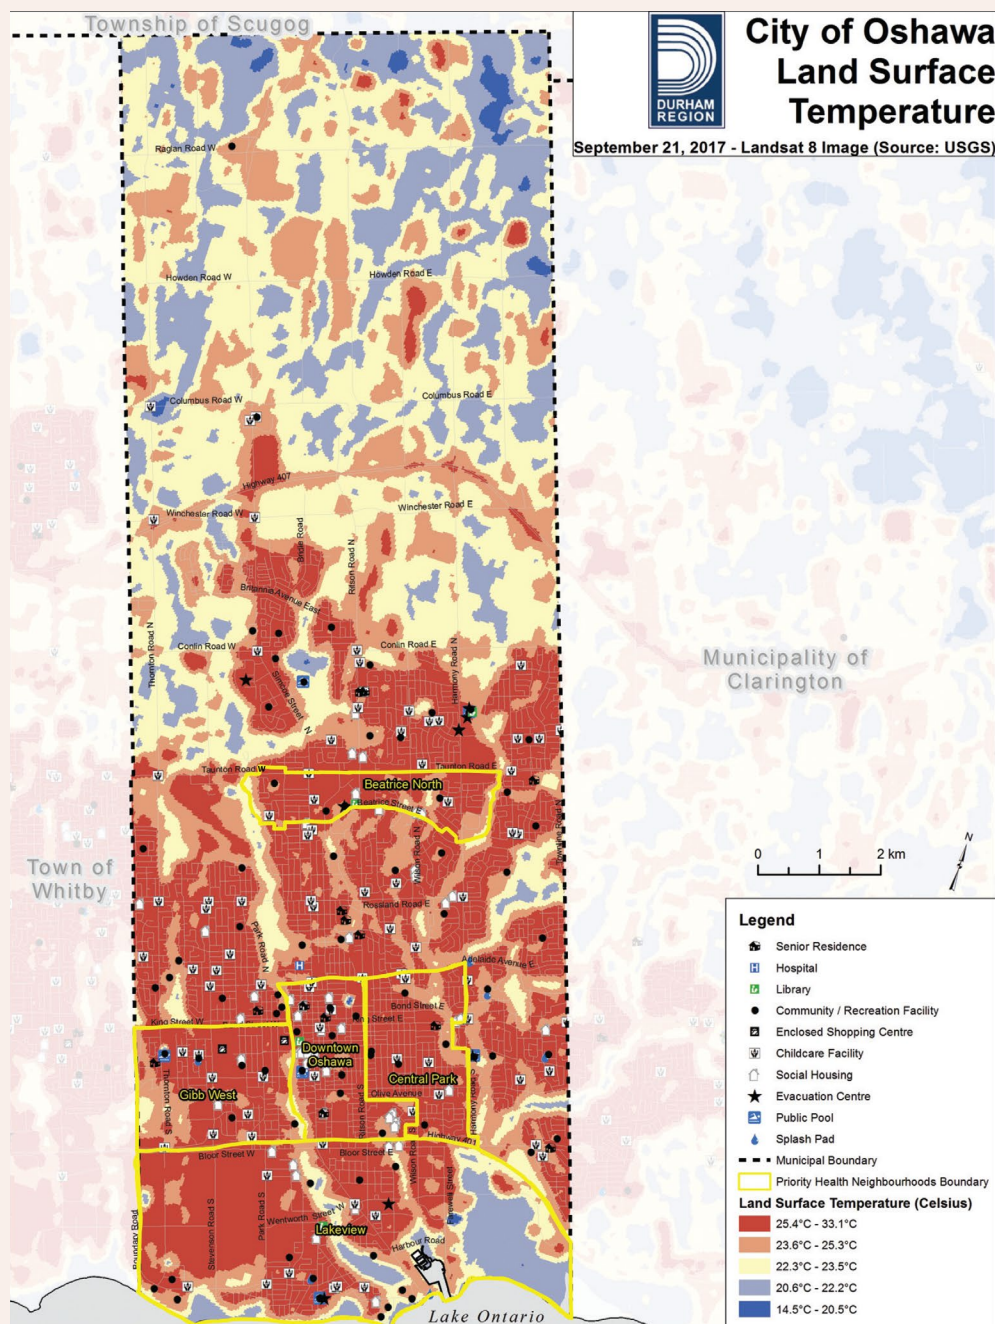 Township of Scugog
DURHAM
REGION
City of Oshawa
Land Surface
Temperature
September 21, 2017 - Landsat 8 Image (Source: USGS)
Raglan Road W
Howden Road W
Howden Road E
Columbus Road W
Columbus Road E
Highway 407
Winchester Road W
Winchester Road E
Bridle Road
Ritson Road N
Britannia Avenue East
Thornton Road N
Conlin Road W
Conlin Road E
Simcoe Street N
Harmony Road N
Municipality of
Clarington
Taunton Road W
Taunton Road E
Beatrice North
Beatrice Street E
Townline Road N
Town of
Whitby
Wilson Road N
Rossland Road E
Park Road N
Adelaide Avenue E
Bond Street E
King Street W
King Street E
Downtown
Oshawa
Central Park
Gibb West
Thornton Road S
Olive Avenue
Ritson Road S
Harmony Road S
Highway 401
Bloor Street W
Bloor Street E
Wilson Road S
Farewell Street
Boundary Road
Stevenson Road S
Park Road S
Wentworth Street W
Lakeview
Harbour Road
Lake Ontario
N
0 1 2 km
Legend
Senior Residence
H Hospital
Library
Community / Recreation Facility
Enclosed Shopping Centre
Childcare Facility
Social Housing
Evacuation Centre
Public Pool
Splash Pad
Municipal Boundary
Priority Health Neighbourhoods Boundary
Land Surface Temperature (Celsius)
25.4°C - 33.1°C
23.6°C - 25.3°C
22.3°C - 23.5°C
20.6°C - 22.2°C
14.5°C - 20.5°C